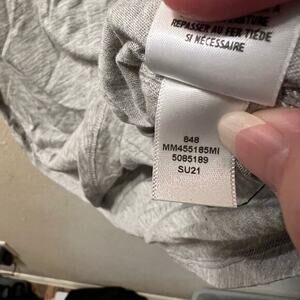 REPASSER AU FER TIÈDE
SI NÉCESSAIRE
848
MM455185MI
5085189
SU21